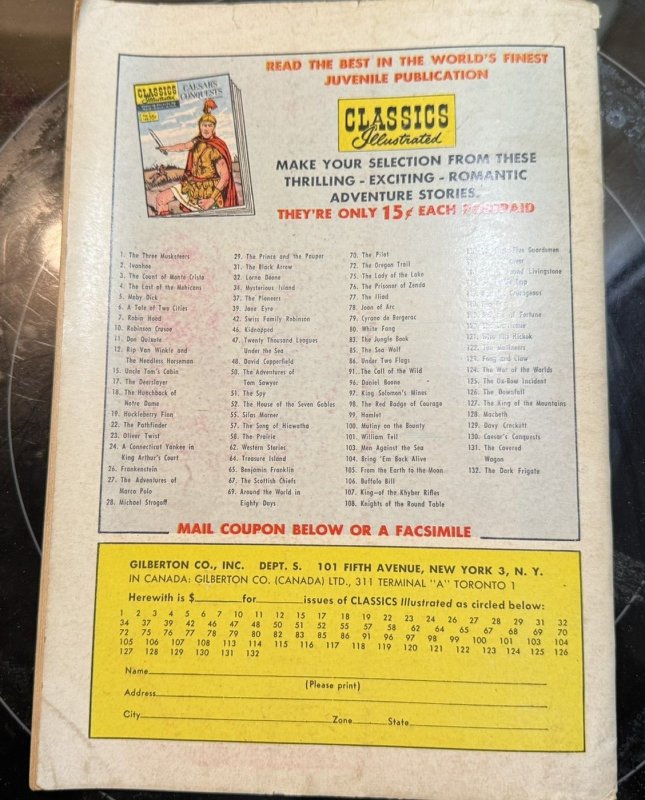 READ THE BEST IN THE WORLD'S FINEST
JUVENILE PUBLICATION
CLASSICS
Illustrated
CAESAR'S
CONQUESTS
CLASSICS
Illustrated
MAKE YOUR SELECTION FROM THESE
THRILLING - EXCITING - ROMANTIC
ADVENTURE STORIES.
THEY'RE ONLY 15¢ EACH POSTPAID
1. The Three Musketeers
2. Ivanhoe
3. The Count of Monte Cristo
4. The Last of the Mohicans
5. Moby Dick
6. A Tale of Two Cities
7. Robin Hood
10. Robinson Crusoe
11. Don Quixote
12. Rip Van Winkle and
The Headless Horseman
15. Uncle Tom's Cabin
17. The Deerslayer
18. The Hunchback of
Notre Dame
19. Huckleberry Finn
22. The Pathfinder
23. Oliver Twist
24. A Connecticut Yankee in
King Arthur's Court
26. Frankenstein
27. The Adventures of
Marco Polo
28. Michael Strogoff
29. The Prince and the Pauper
31. The Black Arrow
32. Lorna Doone
34. Mysterious Island
37. The Pioneers
39. Jane Eyre
42. Swiss Family Robinson
46. Kidnapped
47. Twenty Thousand Leagues
Under the Sea
48. David Copperfield
50. The Adventures of
Tom Sawyer
51. The Spy
52. The House of the Seven Gables
55. Silas Marner
57. The Song of Hiawatha
58. The Prairie
62. Western Stories
64. Treasure Island
65. Benjamin Franklin
67. The Scottish Chiefs
69. Around the World in
Eighty Days
70. The Pilot
72. The Oregon Trail
75. The Lady of the Lake
76. The Prisoner of Zenda
77. The Iliad
78. Joan of Arc
79. Cyrano de Bergerac
80. White Fang
83. The Jungle Book
85. The Sea Wolf
86. Under Two Flags
91. The Call of the Wild
96. Daniel Boone
97. King Solomon's Mines
98. The Red Badge of Courage
99. Hamlet
100. Mutiny on the Bounty
101. William Tell
103. Men Against the Sea
104. Bring 'Em Back Alive
105. From the Earth to the Moon
106. Buffalo Bill
107. King—of the Khyber Rifles
108. Knights of the Round Table
Blue Guardsmen
Livingstone
Courageous
of Fortune
Hickok
122. The Mutineers
123. Fang and Claw
124. The War of the Worlds
125. The Ox-Bow Incident
126. The Downfall
127. The King of the Mountains
128. Macbeth
129. Davy Crockett
130. Caesar's Conquests
131. The Covered
Wagon
132. The Dark Frigate
MAIL COUPON BELOW OR A FACSIMILE
GILBERTON CO., INC. DEPT. S. 101 FIFTH AVENUE, NEW YORK 3, N. Y.
IN CANADA: GILBERTON CO. (CANADA) LTD., 311 TERMINAL "A" TORONTO 1
Herewith is $ for issues of CLASSICS Illustrated as circled below:
1 2 3 4 5 6 7 10 11 12 15 17 18 19 22 23 24 26 27 28 29 31 32
34 37 39 42 46 47 48 50 51 52 55 57 58 62 64 65 67 68 69 70
72 75 76 77 78 79 80 82 83 85 86 91 96 97 98 99 100 101 103 104
105 106 107 108 113 114 115 116 117 118 119 120 121 122 123 124 125 126
127 128 129 130 131 132
Name
(Please print)
Address
City Zone State